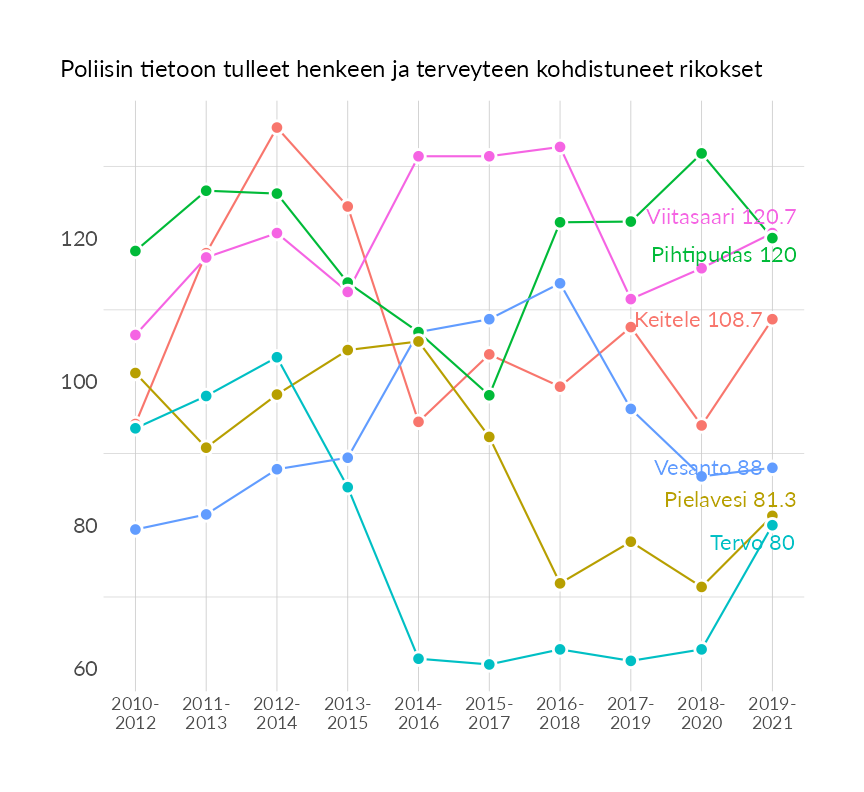 Poliisin tietoon tulleet henkeen ja terveyteen kohdistuneet rikokset
120
100
80
60
Viitasaari 120.7
Pihtipudas 120
Keitele 108.7
Vesanto 88
Pielavesi 81.3
Tervo 80
2010- 2011- 2012- 2013- 2014- 2015- 2016- 2017- 2018- 2019-
2012 2013 2014 2015 2016 2017 2018 2019 2020 2021